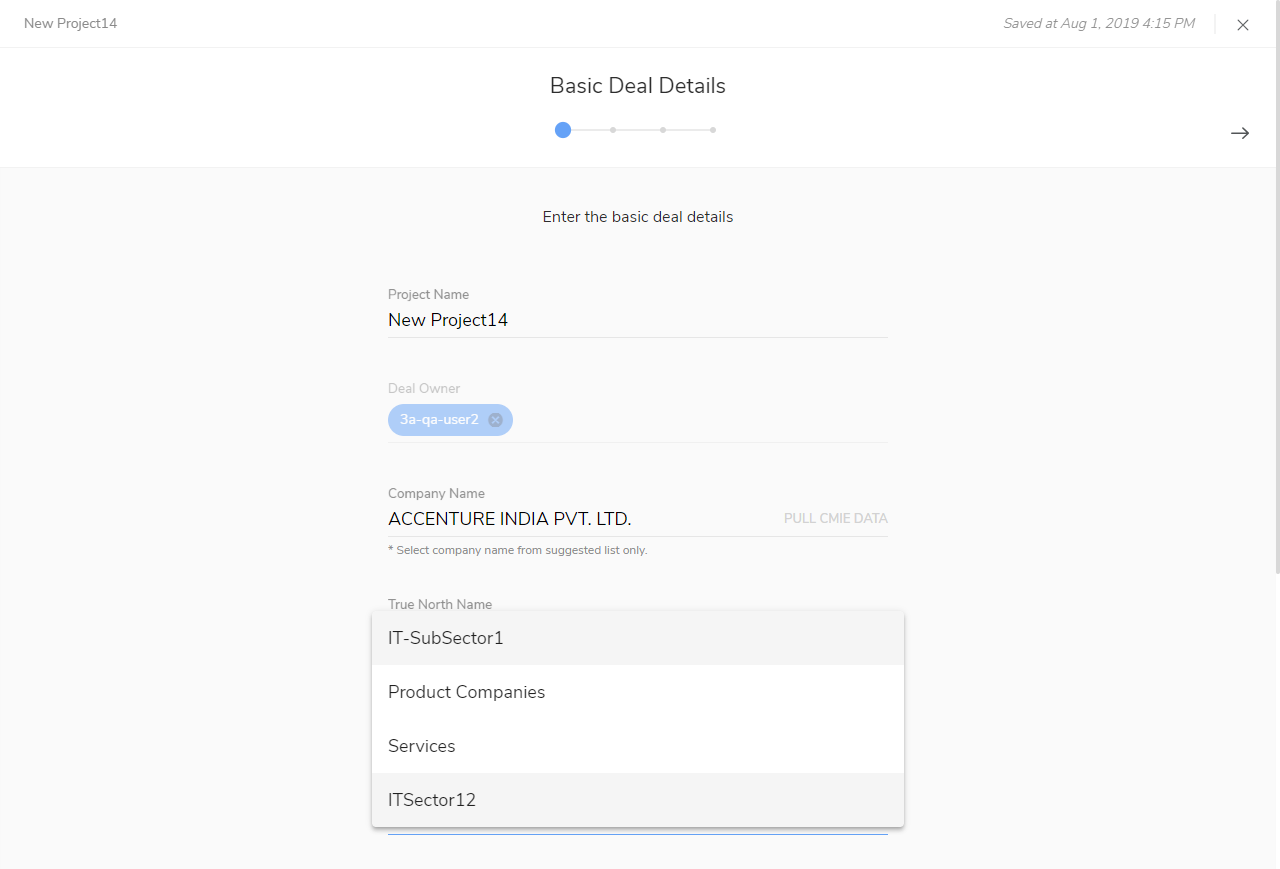 New Project14
Saved at Aug 1, 2019 4:15 PM
Basic Deal Details
Enter the basic deal details
Project Name
New Project14
Deal Owner
3a-qa-user2
Company Name
ACCENTURE INDIA PVT. LTD.
PULL CMIE DATA
* Select company name from suggested list only.
True North Name
IT-SubSector1
Product Companies
Services
ITSector12